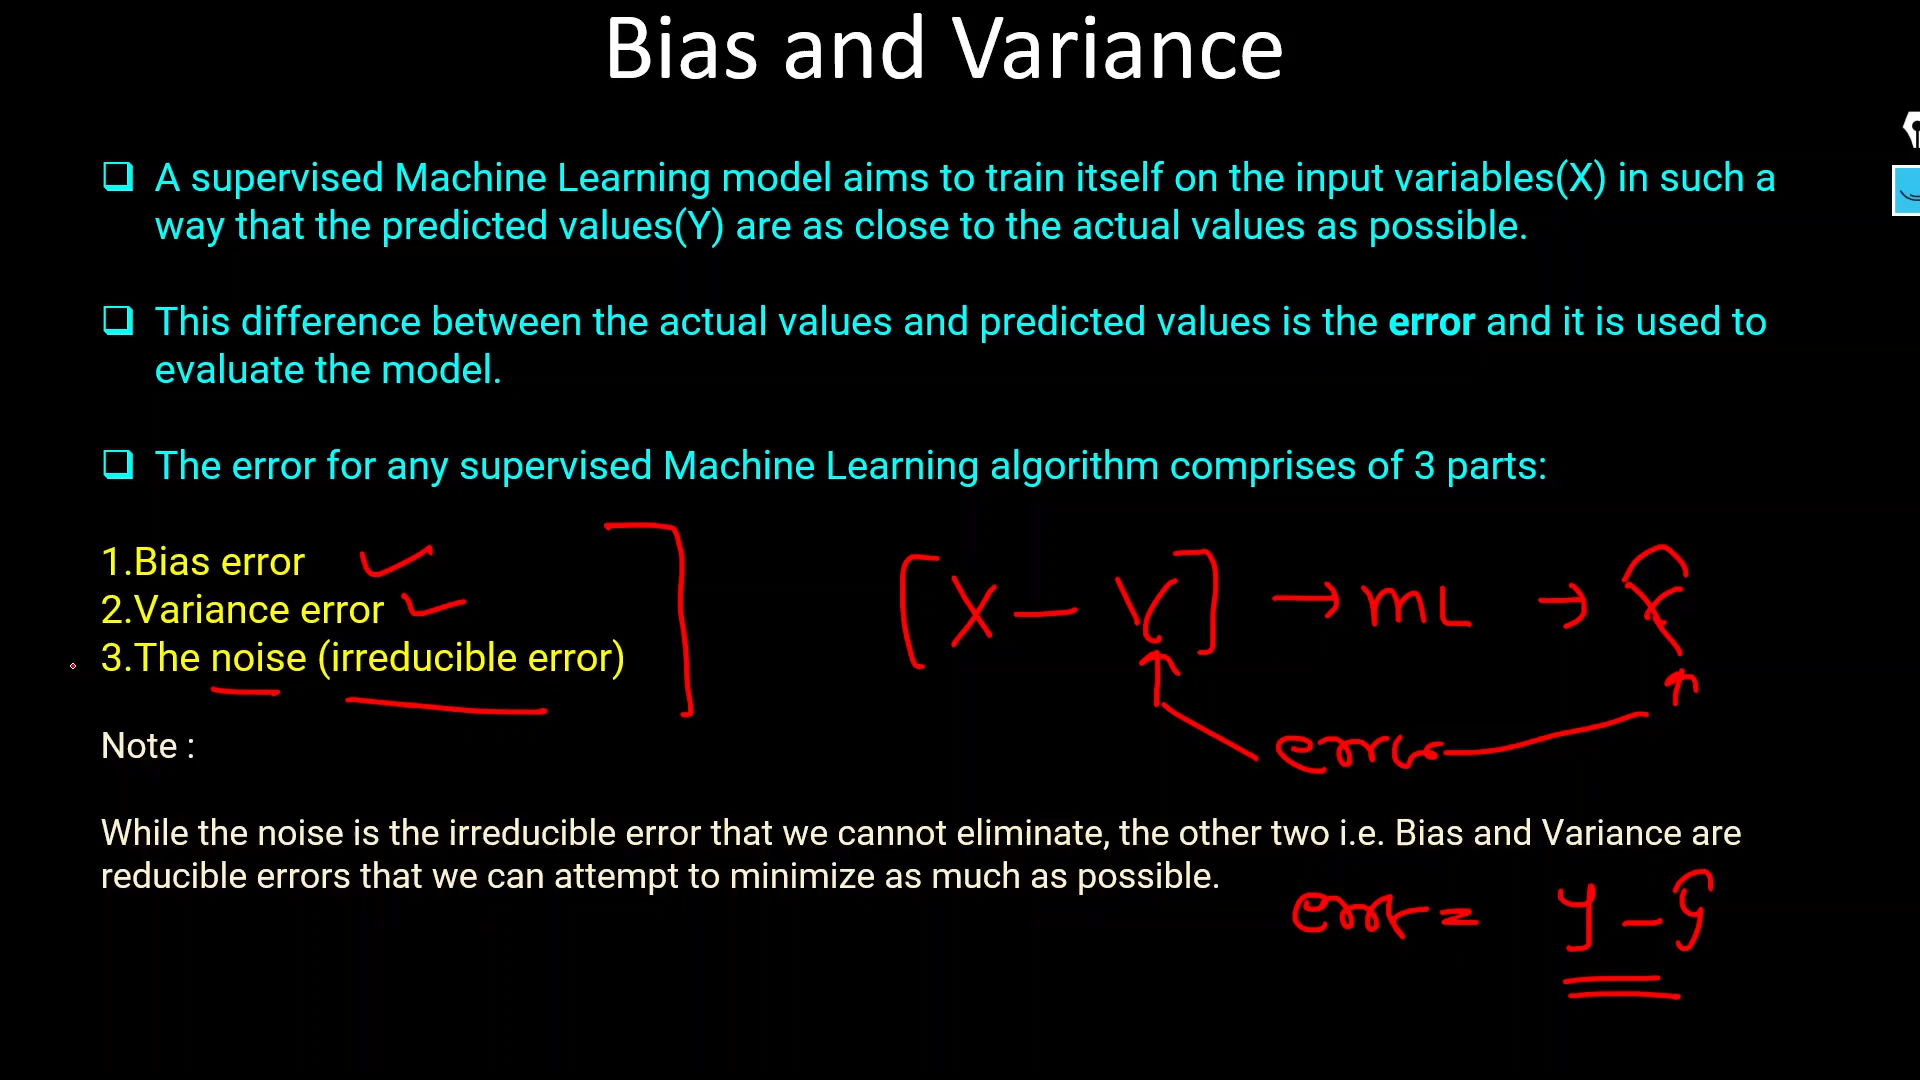 Bias and Variance
A supervised Machine Learning model aims to train itself on the input variables(X) in such a
way that the predicted values(Y) are as close to the actual values as possible.
This difference between the actual values and predicted values is the error and it is used to
evaluate the model.
The error for any supervised Machine Learning algorithm comprises of 3 parts:
1.Bias error
2.Variance error
3.The noise (irreducible error)
[X - Y] → mL → Ŷ
error
Note :
While the noise is the irreducible error that we cannot eliminate, the other two i.e. Bias and Variance are
reducible errors that we can attempt to minimize as much as possible.
err = y - ŷ